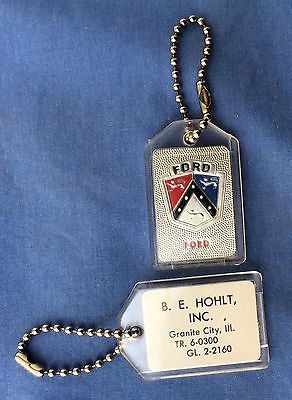 FORD
FORD
B. E. HOHLT,
INC. ,
Granite City, Ill.
TR. 6-0300
GL. 2-2160